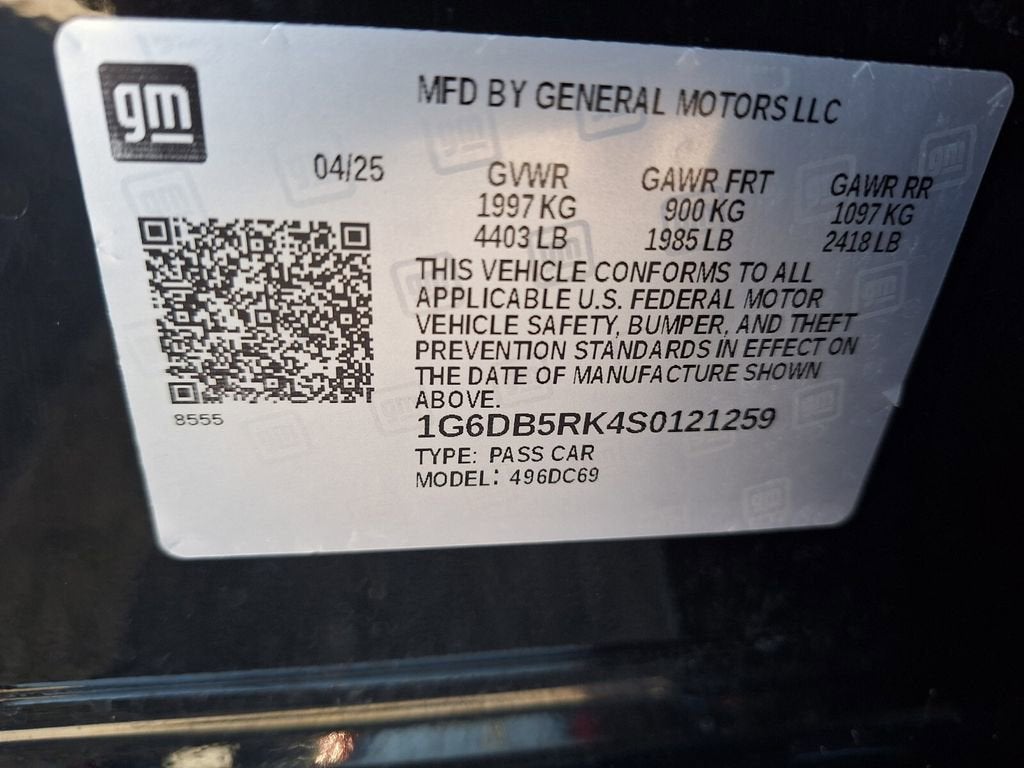 gm
MFD BY GENERAL MOTORS LLC
04/25
GVWR GAWR FRT GAWR RR
1997 KG 900 KG 1097 KG
4403 LB 1985 LB 2418 LB
THIS VEHICLE CONFORMS TO ALL
APPLICABLE U.S. FEDERAL MOTOR
VEHICLE SAFETY, BUMPER, AND THEFT
PREVENTION STANDARDS IN EFFECT ON
THE DATE OF MANUFACTURE SHOWN
ABOVE.
8555
1G6DB5RK4S0121259
TYPE: PASS CAR
MODEL: 496DC69